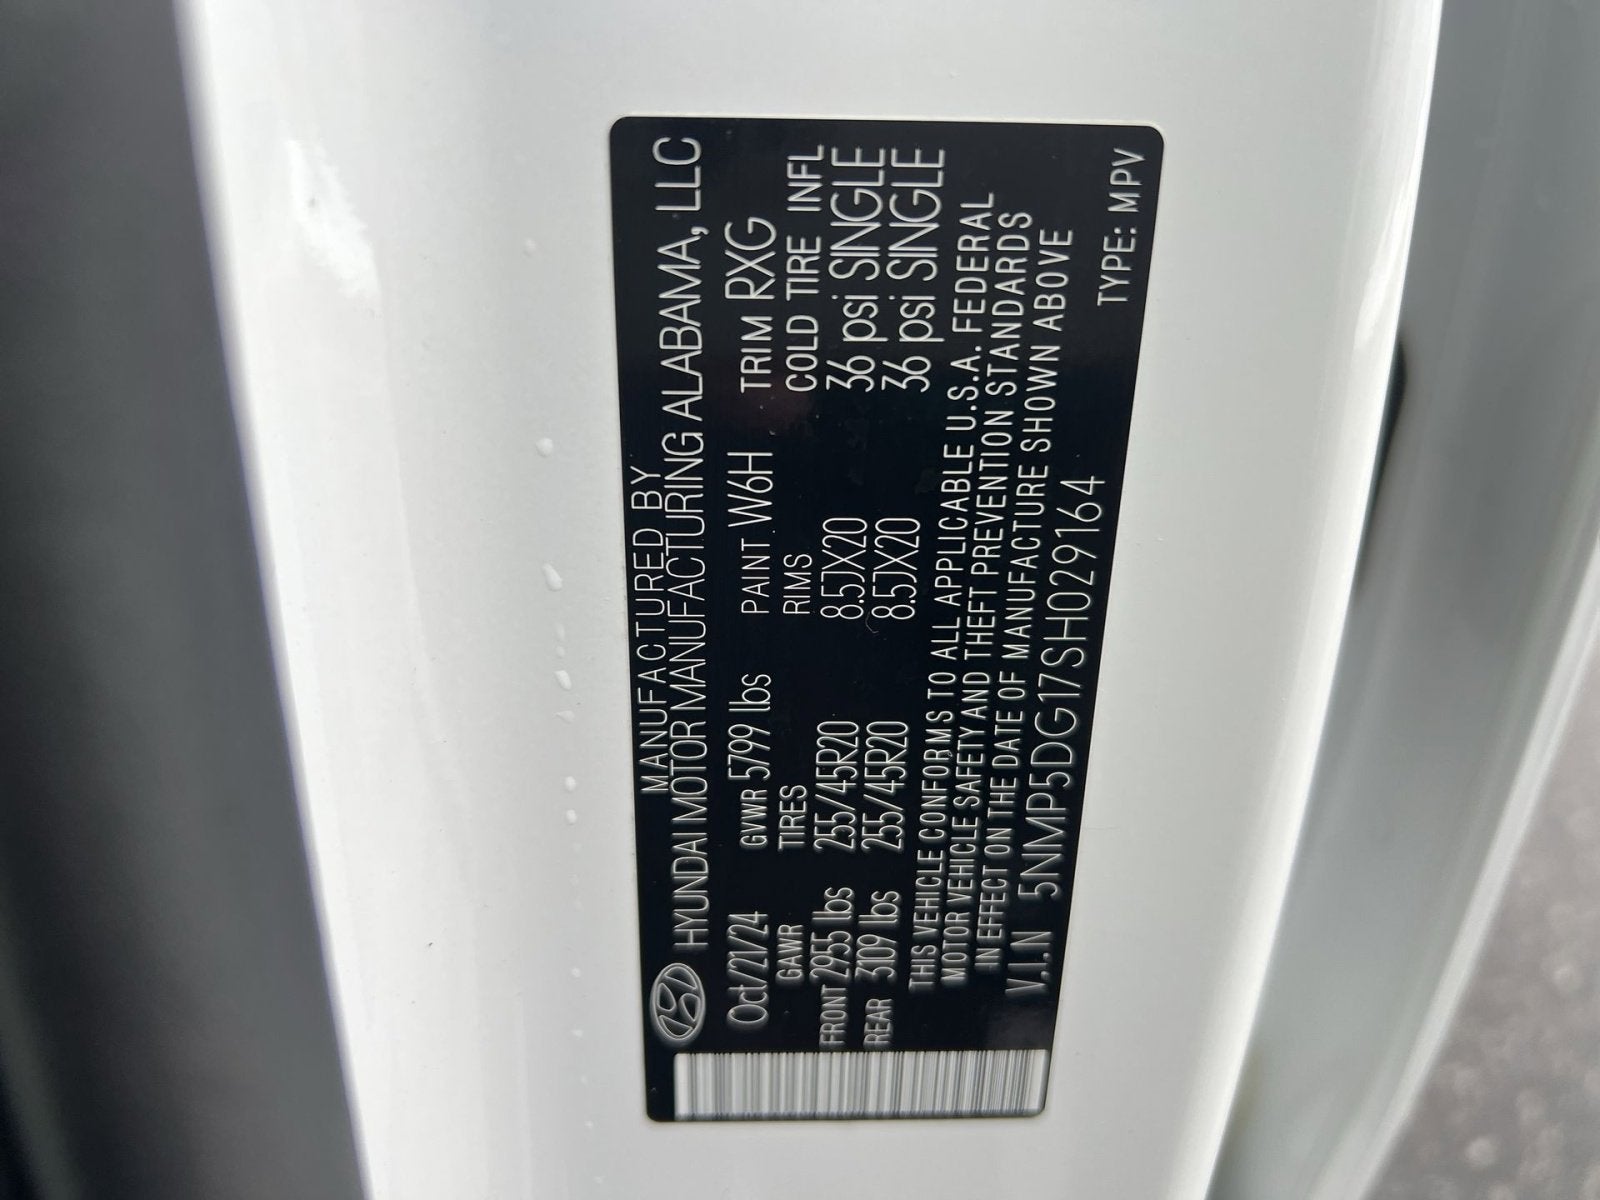 MANUFACTURED BY
HYUNDAI MOTOR MANUFACTURING ALABAMA, LLC
Oct/21/24 GVWR 5799 lbs PAINT W6H TRIM RXG
GAWR TIRES RIMS COLD TIRE INFL
FRONT 2955 lbs 255/45R20 8.5JX20 36 psi SINGLE
REAR 3109 lbs 255/45R20 8.5JX20 36 psi SINGLE
THIS VEHICLE CONFORMS TO ALL APPLICABLE U.S.A. FEDERAL
MOTOR VEHICLE SAFETY AND THEFT PREVENTION STANDARDS
IN EFFECT ON THE DATE OF MANUFACTURE SHOWN ABOVE
V.I.N 5NMP5DG17SH029164
TYPE: MPV